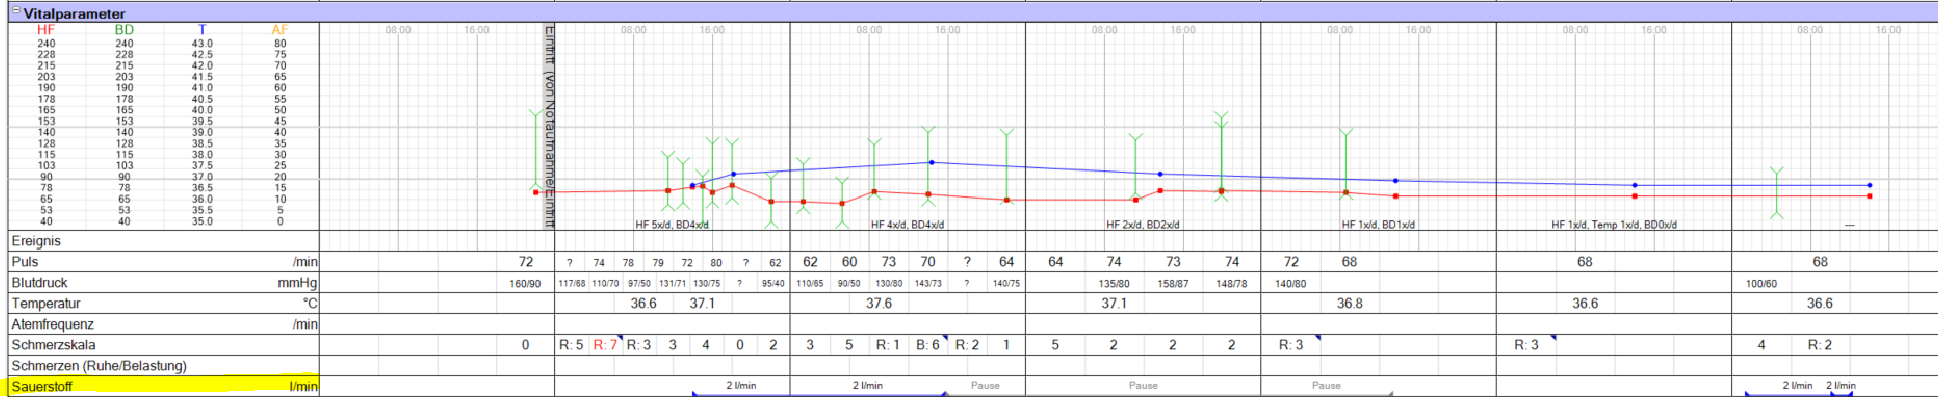 Vitalparameter
HF BD T AF 08:00 16:00 08:00 16:00 08:00 16:00 08:00 16:00 08:00 16:00 08:00 16:00 08:00 16:00
240 240 43.0 80
228 228 42.5 75
215 215 42.0 70
203 203 41.5 65
190 190 41.0 60
178 178 40.5 55
165 165 40.0 50
153 153 39.5 45
140 140 39.0 40
128 128 38.5 35
115 115 38.0 30
103 103 37.5 25
90 90 37.0 20
78 78 36.5 15
65 65 36.0 10
53 53 35.5 5
40 40 35.0 0
Eintritt (von Notaufnahme/Eintritt
HF 5x/d, BD4x/d HF 4x/d, BD4x/d HF 2x/d, BD2x/d HF 1x/d, BD1x/d HF 1x/d, Temp 1x/d, BD0x/d ---
Ereignis
Puls /min 72 ? 74 78 79 72 80 ? 62 62 60 73 70 ? 64 64 74 73 74 72 68 68 68
Blutdruck mmHg 160/90 117/68 110/70 97/50 131/71 130/75 ? 95/40 110/65 90/50 130/80 143/73 ? 140/75 135/80 158/87 148/78 140/80 100/60
Temperatur °C 36.6 37.1 37.6 37.1 36.8 36.6 36.6
Atemfrequenz /min
Schmerzskala 0 R: 5 R: 7 R: 3 3 4 0 2 3 5 R: 1 B: 6 R: 2 1 5 2 2 2 R: 3 R: 3 4 R: 2
Schmerzen (Ruhe/Belastung)
Sauerstoff l/min 2 l/min 2 l/min Pause Pause Pause 2 l/min 2 l/min